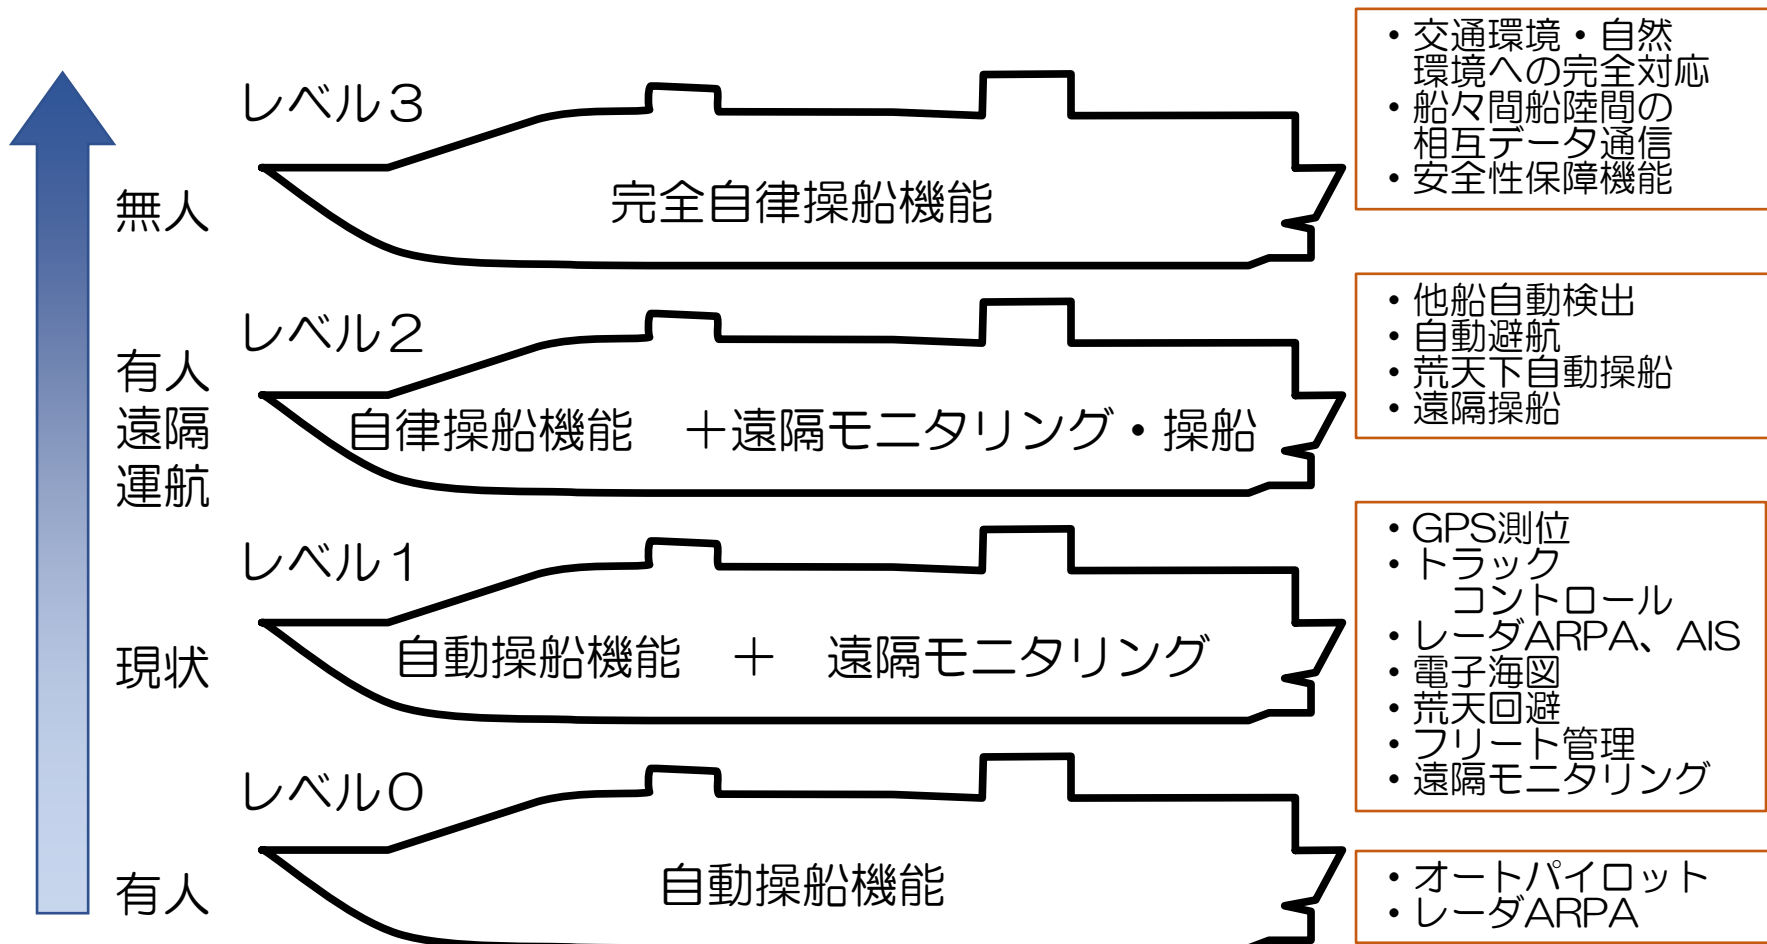 レベル3
無人
完全自律操船機能
・交通環境・自然
環境への完全対応
・船々間船陸間の
相互データ通信
・安全性保障機能
レベル2
有人
遠隔
運航
自律操船機能　＋遠隔モニタリング・操船
・他船自動検出
・自動避航
・荒天下自動操船
・遠隔操船
レベル1
現状
自動操船機能　＋　遠隔モニタリング
・GPS測位
・トラック
コントロール
・レーダARPA、AIS
・電子海図
・荒天回避
・フリート管理
・遠隔モニタリング
レベル0
有人
自動操船機能
・オートパイロット
・レーダARPA